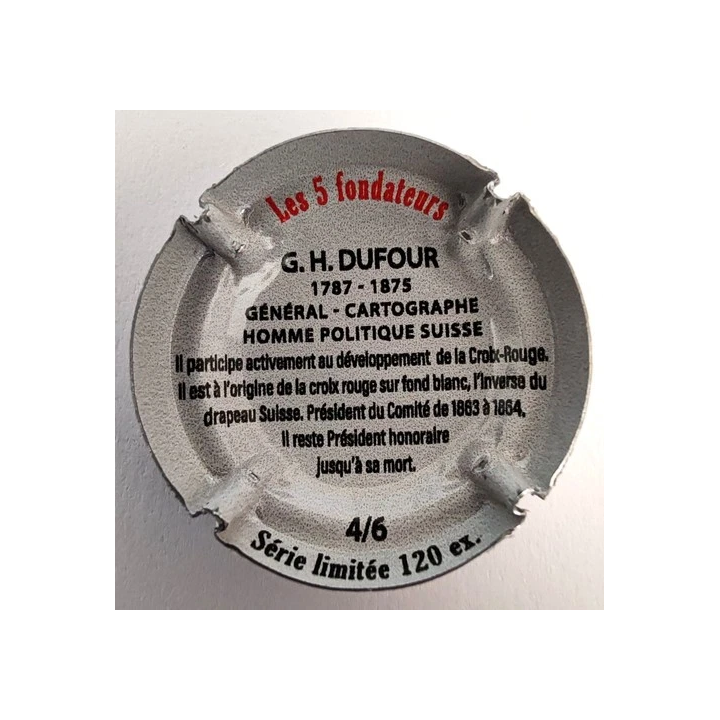 Les 5 fondateurs
G. H. DUFOUR
1787 - 1875
GÉNÉRAL - CARTOGRAPHE
HOMME POLITIQUE SUISSE
Il participe activement au développement de la Croix-Rouge.
Il est à l'origine de la croix rouge sur fond blanc, l'inverse du
drapeau Suisse. Président du Comité de 1863 à 1864,
Il reste Président honoraire
jusqu'à sa mort.
4/6
Série limitée 120 ex.